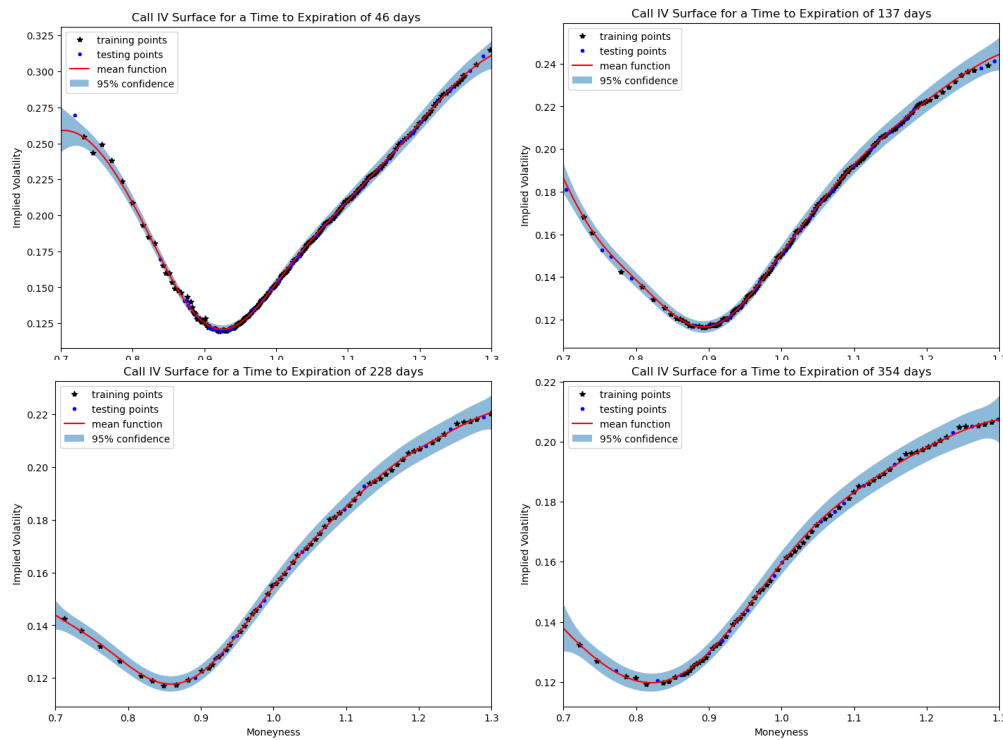 Call IV Surface for a Time to Expiration of 46 days
training points
testing points
mean function
95% confidence
Implied Volatility
0.325
0.300
0.275
0.250
0.225
0.200
0.175
0.150
0.125
0.7
0.8
0.9
1.0
1.1
1.2
1.3
Call IV Surface for a Time to Expiration of 137 days
training points
testing points
mean function
95% confidence
Implied Volatility
0.24
0.22
0.20
0.18
0.16
0.14
0.12
0.7
0.8
0.9
1.0
1.1
1.2
1.3
Call IV Surface for a Time to Expiration of 228 days
training points
testing points
mean function
95% confidence
Implied Volatility
0.22
0.20
0.18
0.16
0.14
0.12
0.7
0.8
0.9
1.0
1.1
1.2
1.3
Moneyness
Call IV Surface for a Time to Expiration of 354 days
training points
testing points
mean function
95% confidence
Implied Volatility
0.22
0.20
0.18
0.16
0.14
0.12
0.7
0.8
0.9
1.0
1.1
1.2
Moneyness